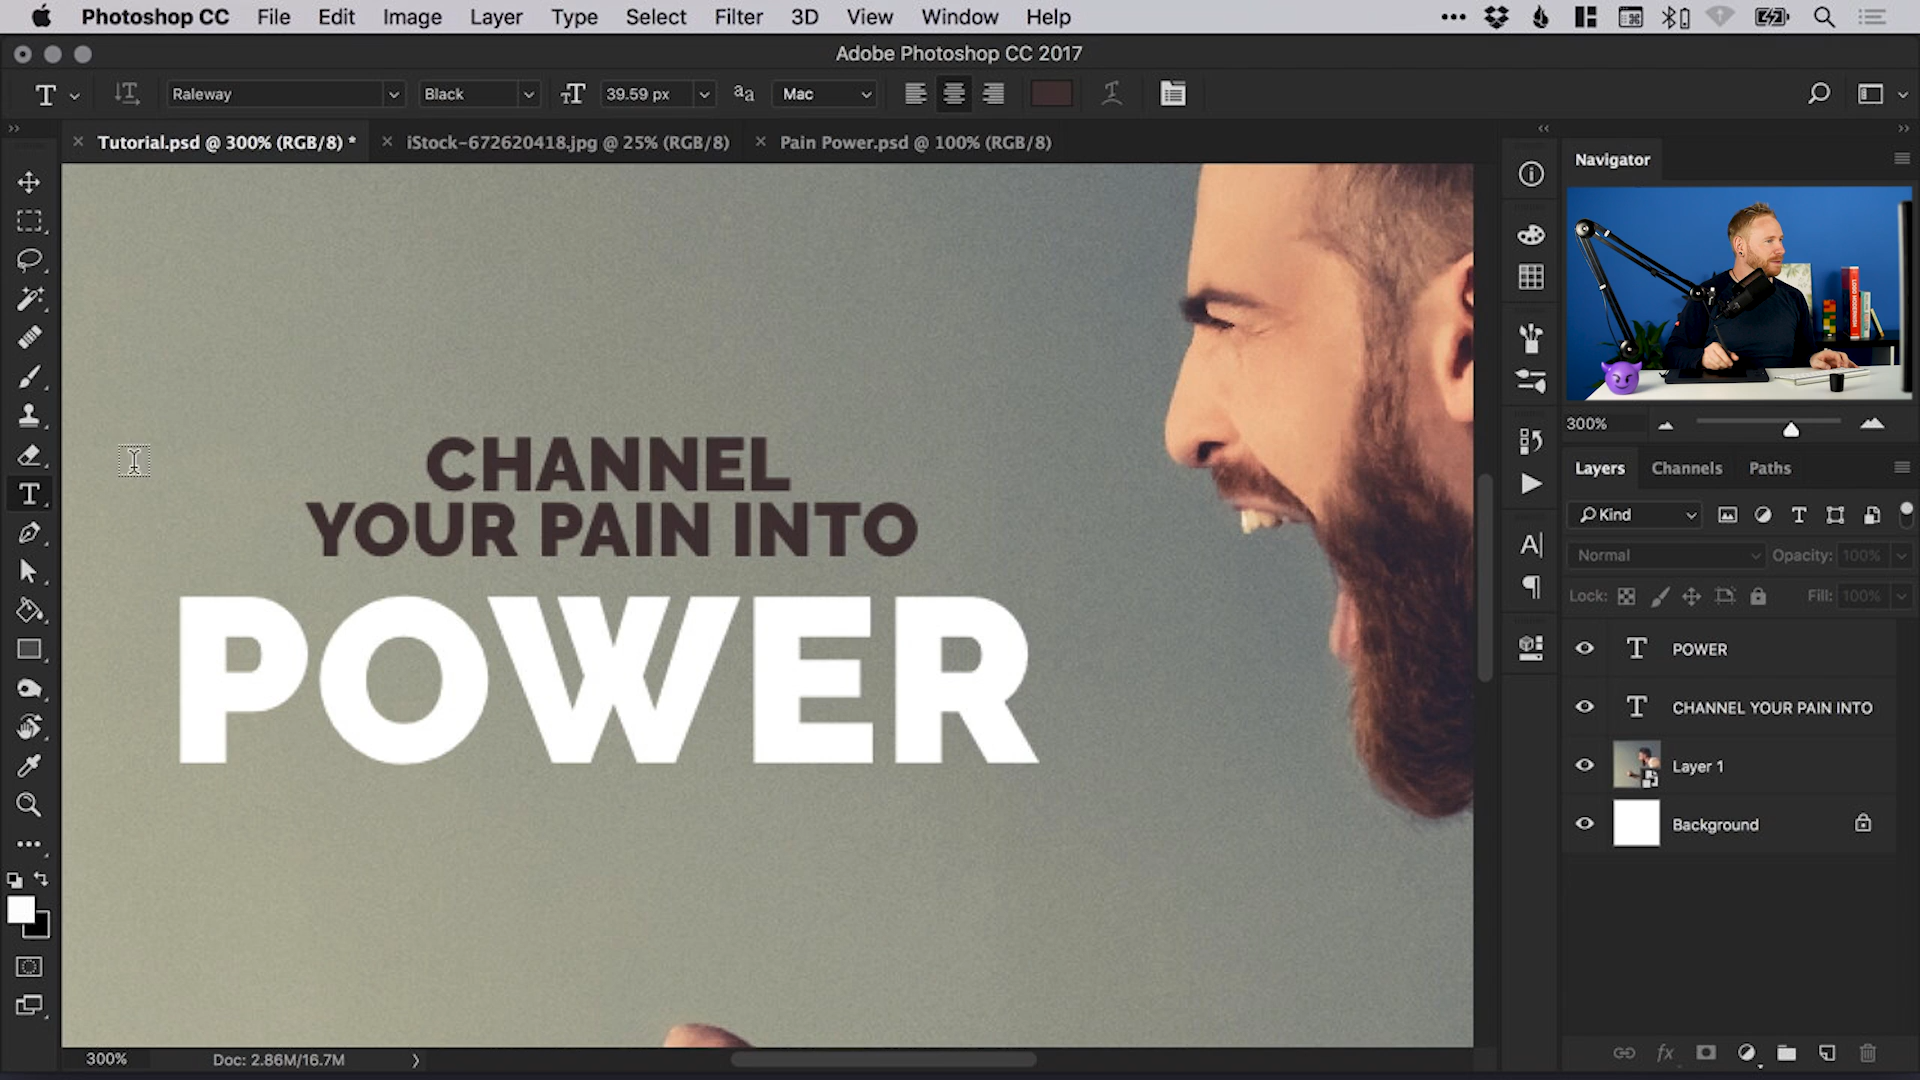 Photoshop CC File Edit Image Layer Type Select Filter 3D View Window Help
Adobe Photoshop CC 2017
T Raleway Black 39.59 px Mac
Tutorial.psd @ 300% (RGB/8) * iStock-672620418.jpg @ 25% (RGB/8) Pain Power.psd @ 100% (RGB/8)
CHANNEL
YOUR PAIN INTO
POWER
Navigator
300%
Layers Channels Paths
Kind
Normal Opacity: 100%
Lock: Fill: 100%
POWER
CHANNEL YOUR PAIN INTO
Layer 1
Background
300% Doc: 2.86M/16.7M